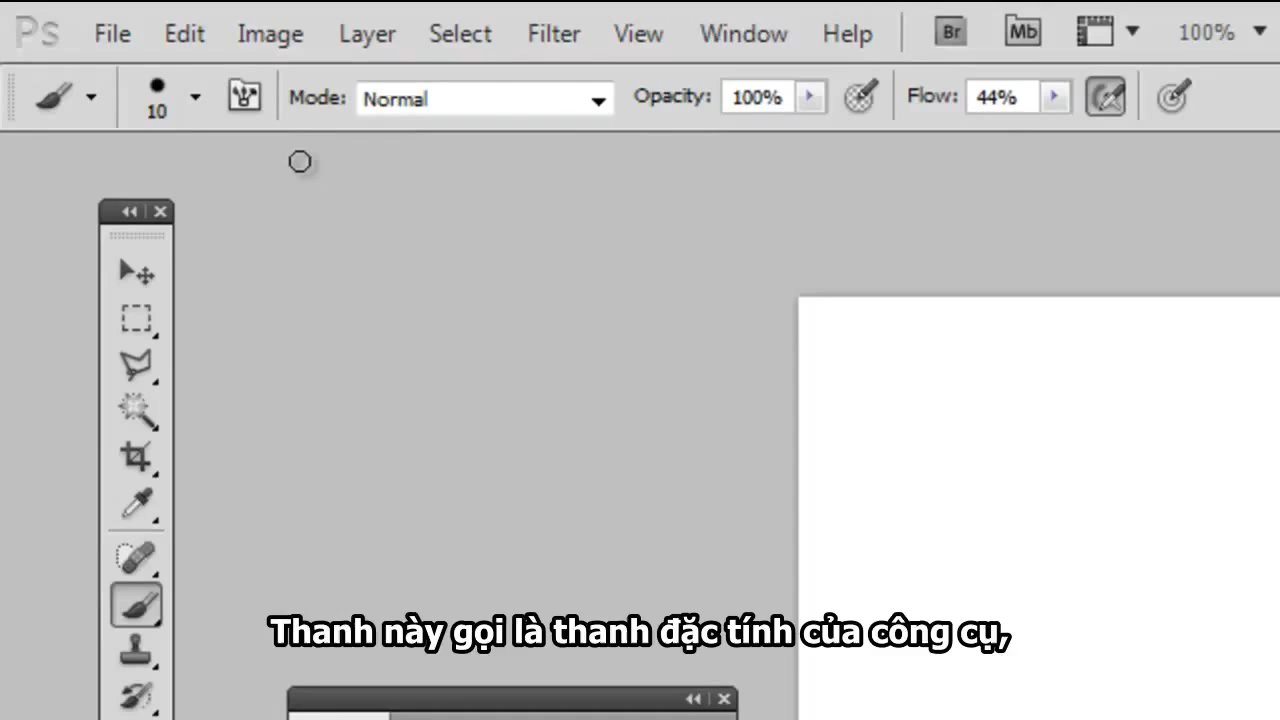 Ps File Edit Image Layer Select Filter View Window Help Br Mb 100%
10 Mode: Normal Opacity: 100% Flow: 44%
Thanh này gọi là thanh đặc tính của công cụ,